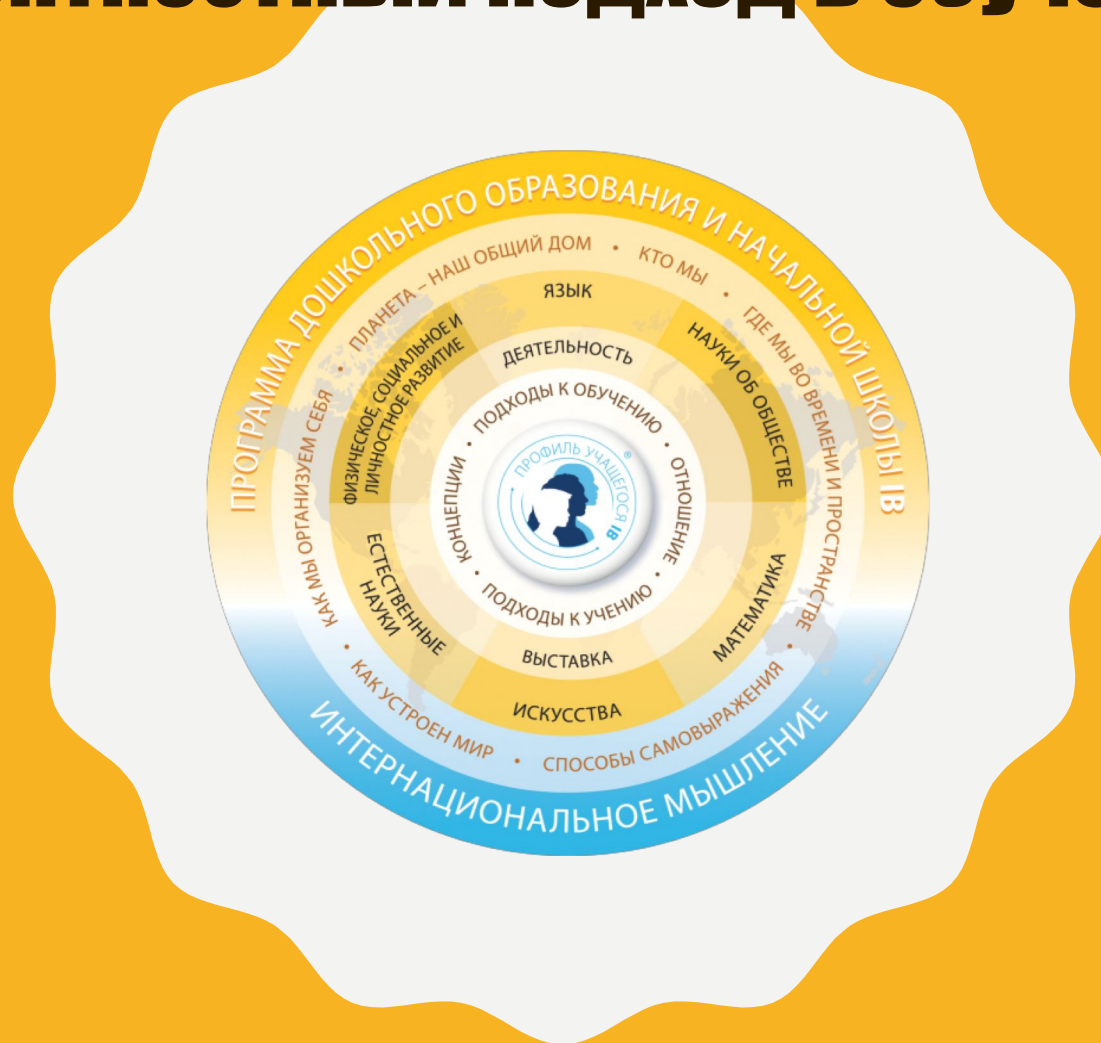 ПОДХОД В
ПРОГРАММА ДОШКОЛЬНОГО ОБРАЗОВАНИЯ И НАЧАЛЬНОЙ ШКОЛЫ IB
ПЛАНЕТА – НАШ ОБЩИЙ ДОМ • КТО МЫ • ГДЕ МЫ ВО ВРЕМЕНИ И ПРОСТРАНСТВЕ • СПОСОБЫ САМОВЫРАЖЕНИЯ • КАК УСТРОЕН МИР • КАК МЫ ОРГАНИЗУЕМ СЕБЯ •
ЯЗЫК
НАУКИ ОБ ОБЩЕСТВЕ
МАТЕМАТИКА
ИСКУССТВА
ЕСТЕСТВЕННЫЕ
НАУКИ
ФИЗИЧЕСКОЕ, СОЦИАЛЬНОЕ И
ЛИЧНОСТНОЕ РАЗВИТИЕ
ДЕЯТЕЛЬНОСТЬ
ВЫСТАВКА
ПОДХОДЫ К ОБУЧЕНИЮ • ОТНОШЕНИЕ • ПОДХОДЫ К УЧЕНИЮ • КОНЦЕПЦИИ •
ПРОФИЛЬ УЧАЩЕГОСЯ IB®
ИНТЕРНАЦИОНАЛЬНОЕ МЫШЛЕНИЕ